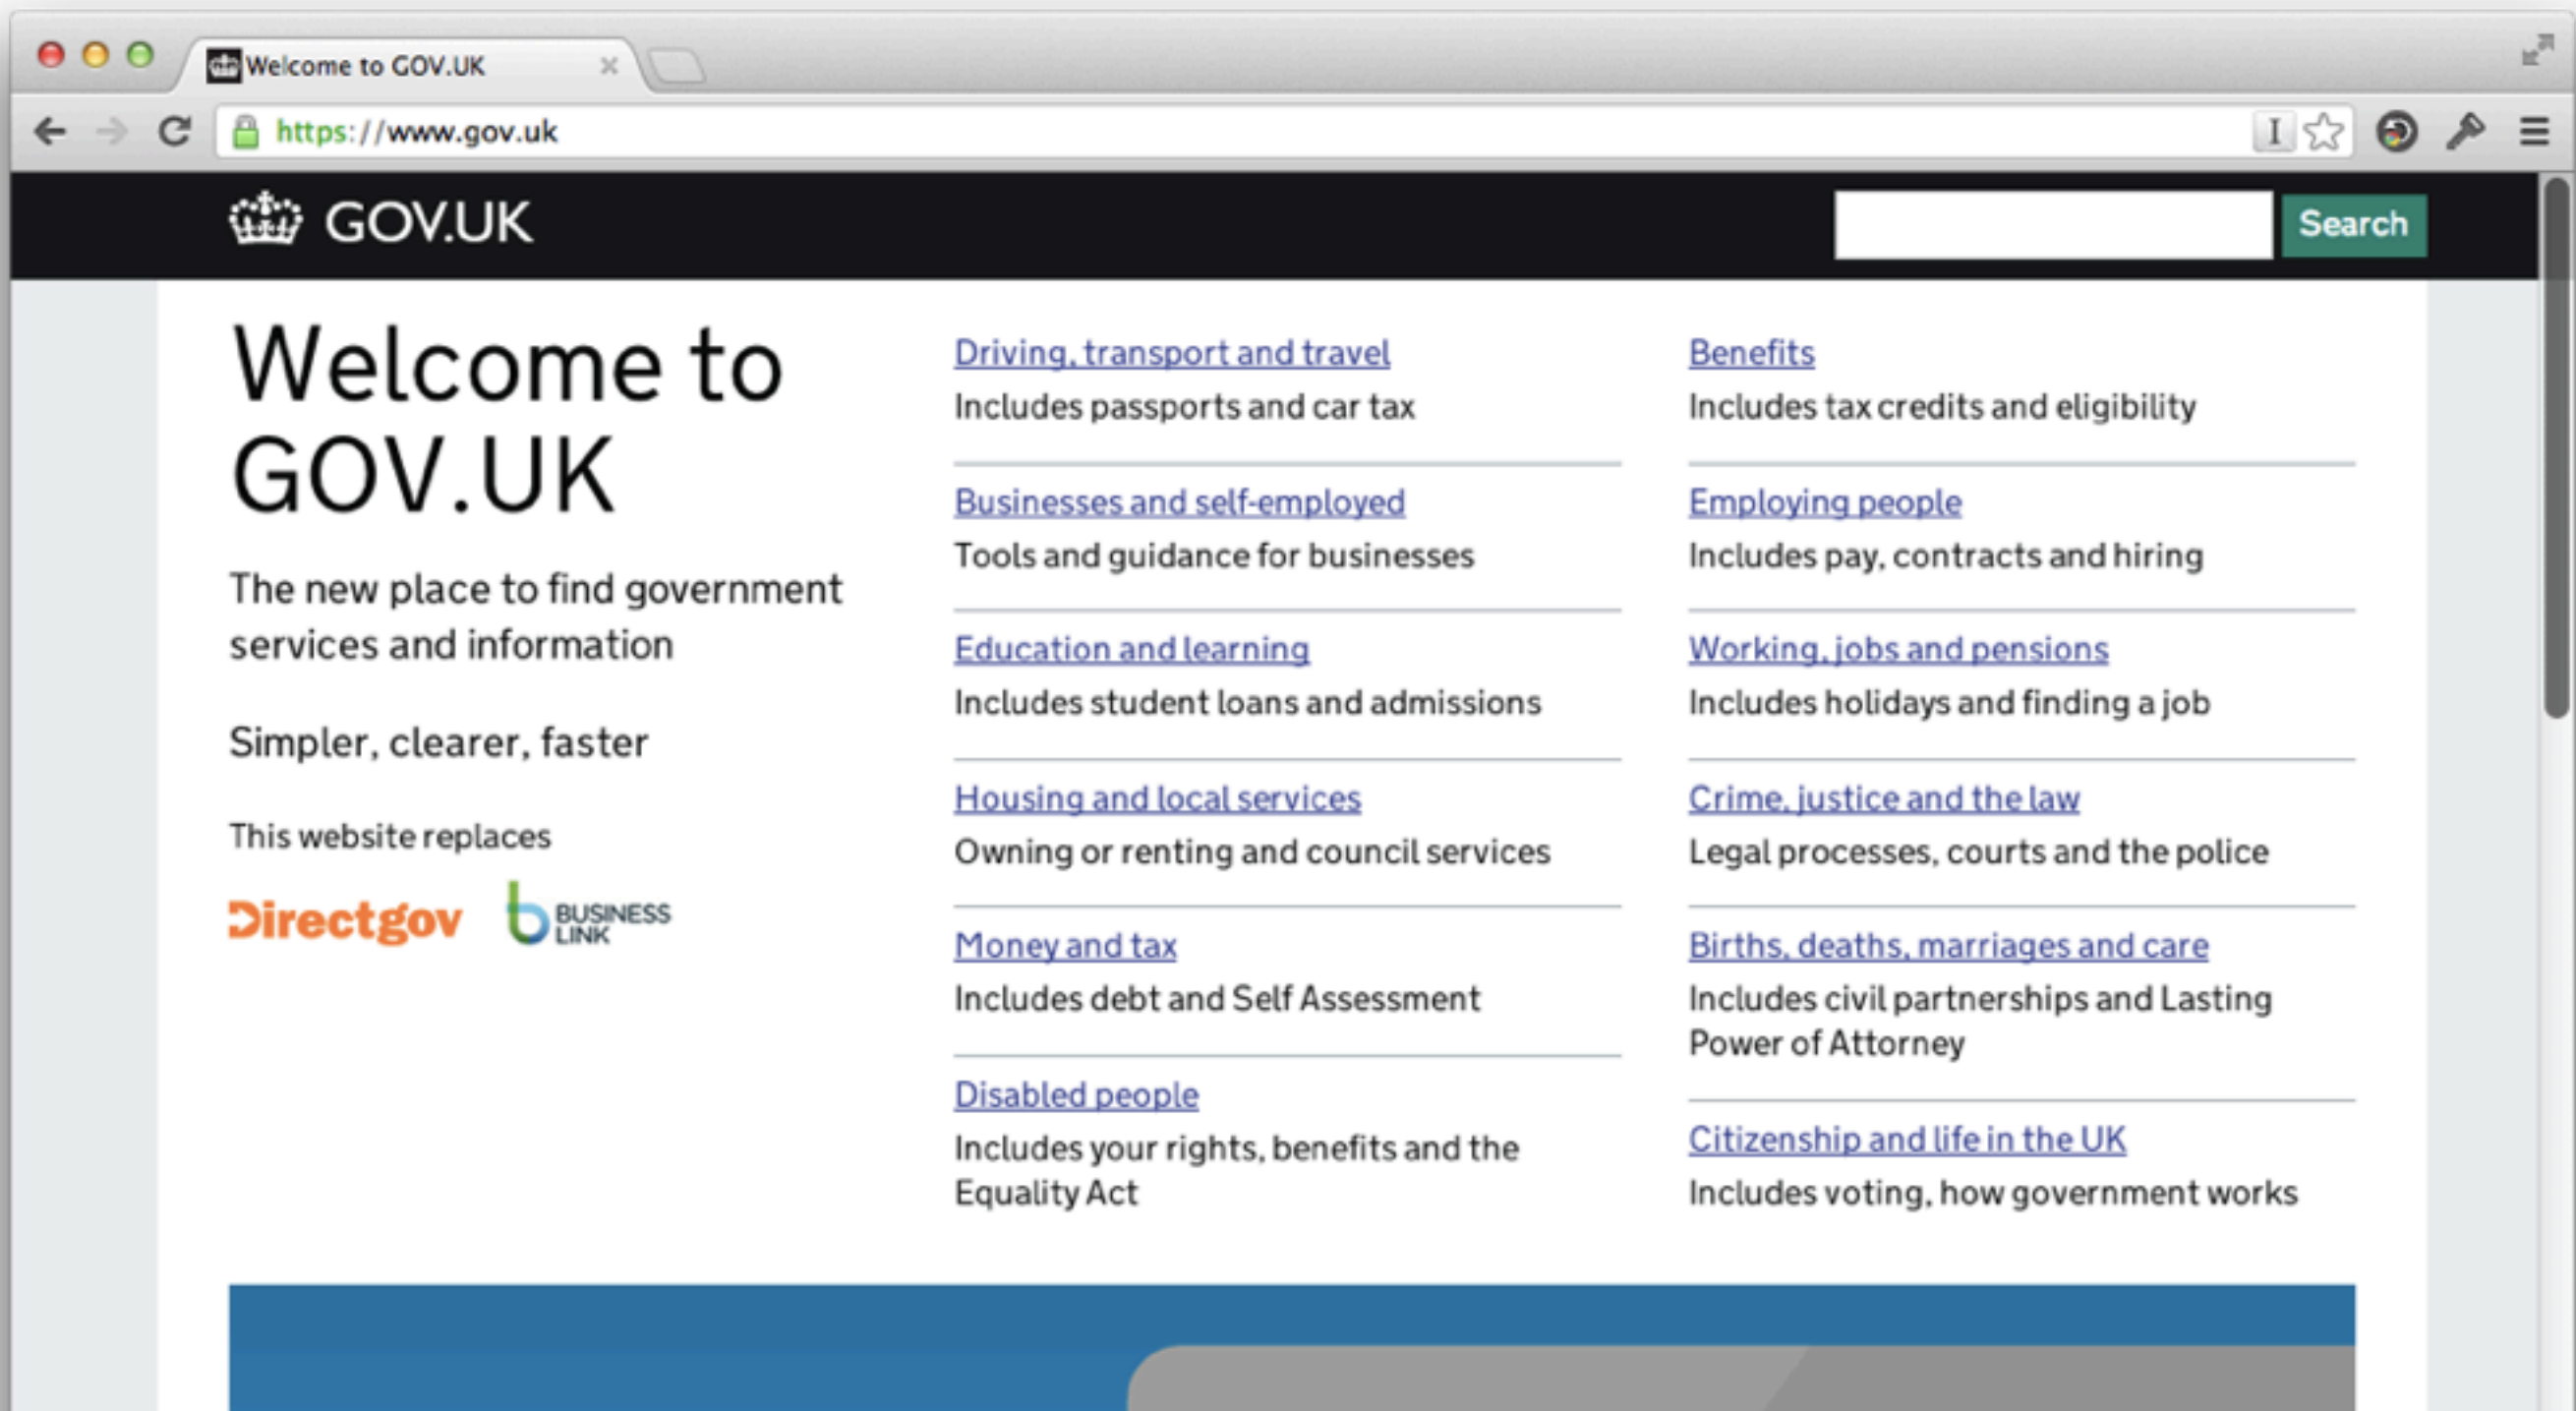 Welcome to GOV.UK
https://www.gov.uk
GOV.UK
Search
Welcome to
GOV.UK
The new place to find government
services and information
Simpler, clearer, faster
This website replaces
Directgov
BUSINESS
LINK
Driving, transport and travel
Includes passports and car tax
Businesses and self-employed
Tools and guidance for businesses
Education and learning
Includes student loans and admissions
Housing and local services
Owning or renting and council services
Money and tax
Includes debt and Self Assessment
Disabled people
Includes your rights, benefits and the
Equality Act
Benefits
Includes tax credits and eligibility
Employing people
Includes pay, contracts and hiring
Working, jobs and pensions
Includes holidays and finding a job
Crime, justice and the law
Legal processes, courts and the police
Births, deaths, marriages and care
Includes civil partnerships and Lasting
Power of Attorney
Citizenship and life in the UK
Includes voting, how government works